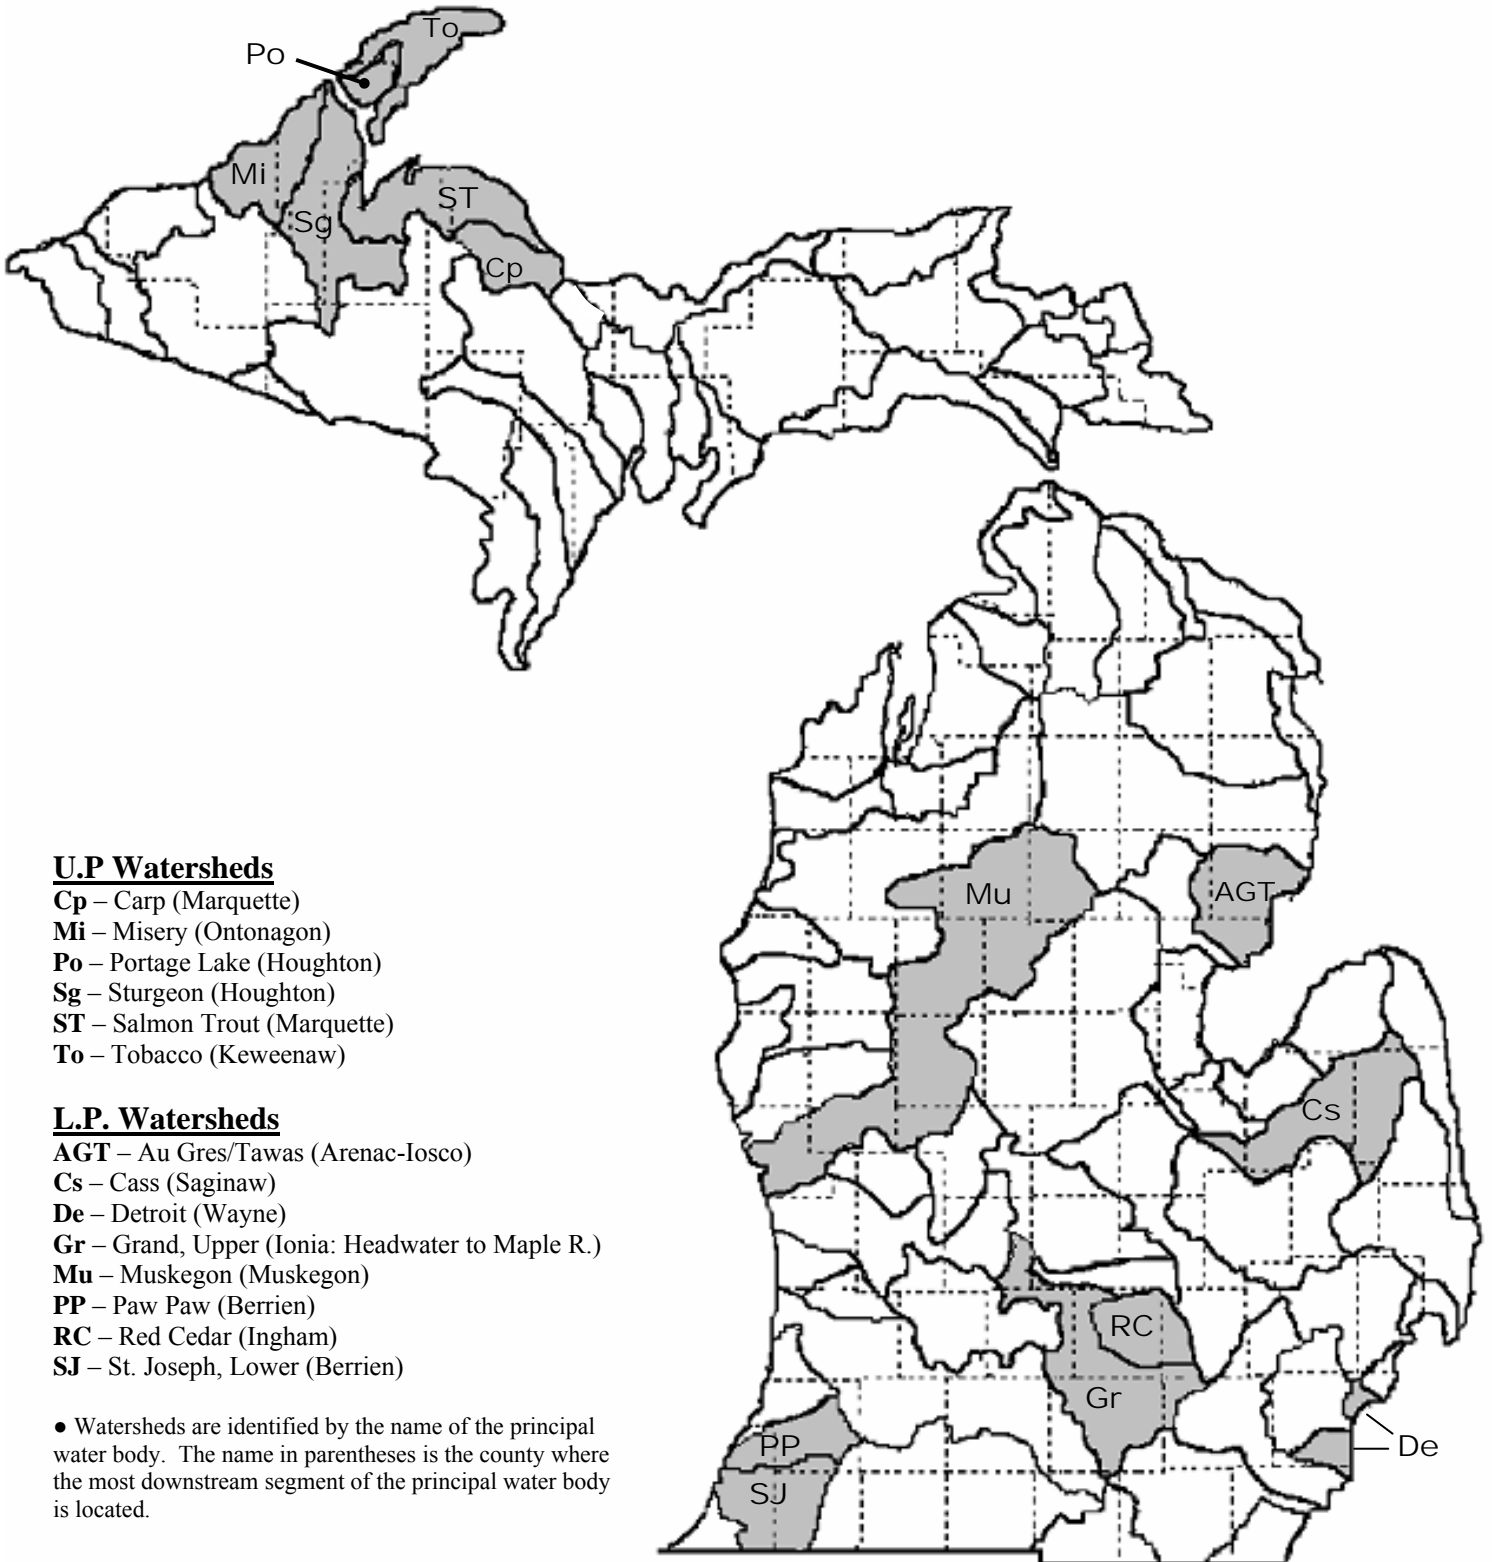 To
Po
Mi
ST
Sg
Cp
Mu
AGT
Cs
RC
Gr
PP
De
SJ
U.P Watersheds
Cp – Carp (Marquette)
Mi – Misery (Ontonagon)
Po – Portage Lake (Houghton)
Sg – Sturgeon (Houghton)
ST – Salmon Trout (Marquette)
To – Tobacco (Keweenaw)
L.P. Watersheds
AGT – Au Gres/Tawas (Arenac-Iosco)
Cs – Cass (Saginaw)
De – Detroit (Wayne)
Gr – Grand, Upper (Ionia: Headwater to Maple R.)
Mu – Muskegon (Muskegon)
PP – Paw Paw (Berrien)
RC – Red Cedar (Ingham)
SJ – St. Joseph, Lower (Berrien)
● Watersheds are identified by the name of the principal
water body. The name in parentheses is the county where
the most downstream segment of the principal water body
is located.